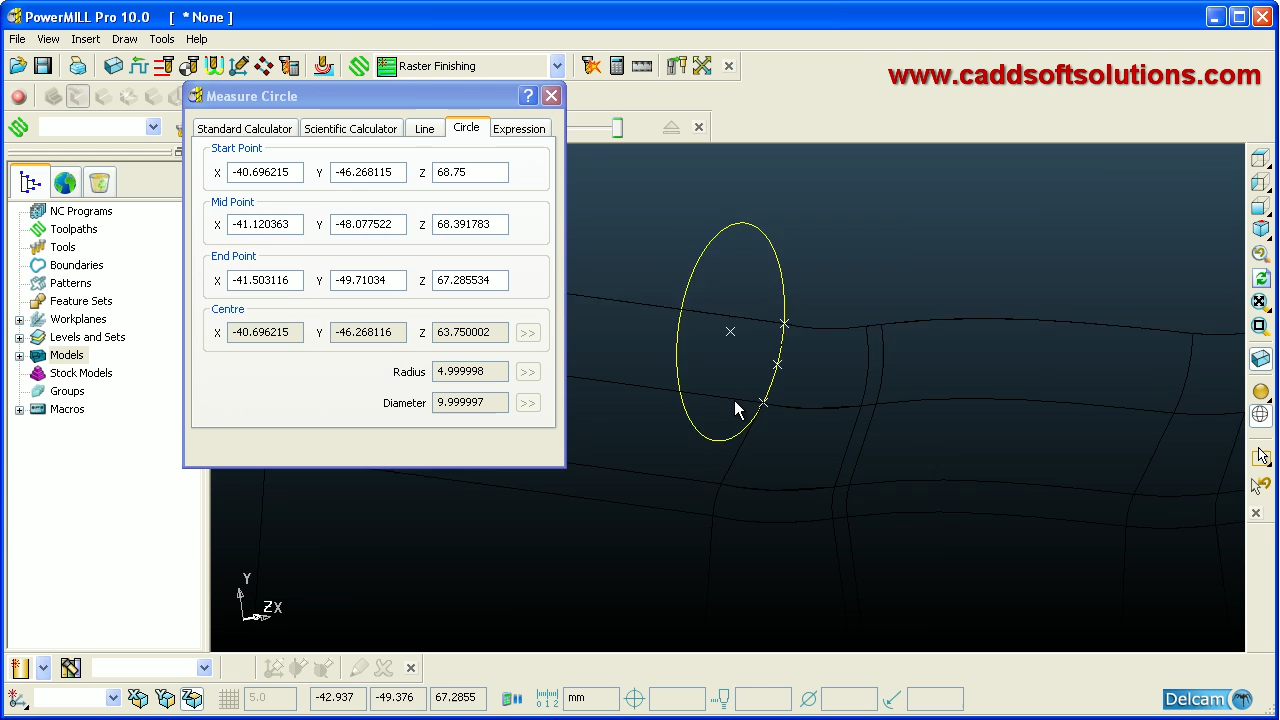 PowerMILL Pro 10.0 [ * None ]
File View Insert Draw Tools Help
Raster Finishing
www.caddsoftsolutions.com
Measure Circle
Standard Calculator Scientific Calculator Line Circle Expression
Start Point
X -40.696215 Y -46.268115 Z 68.75
Mid Point
X -41.120363 Y -48.077522 Z 68.391783
End Point
X -41.503116 Y -49.71034 Z 67.285534
Centre
X -40.696215 Y -46.268116 Z 63.750002 >>
Radius 4.999998 >>
Diameter 9.999997 >>
NC Programs
Toolpaths
Tools
Boundaries
Patterns
Feature Sets
Workplanes
Levels and Sets
Models
Stock Models
Groups
Macros
Y
ZX
5.0 -42.937 -49.376 67.2855 mm
Delcam